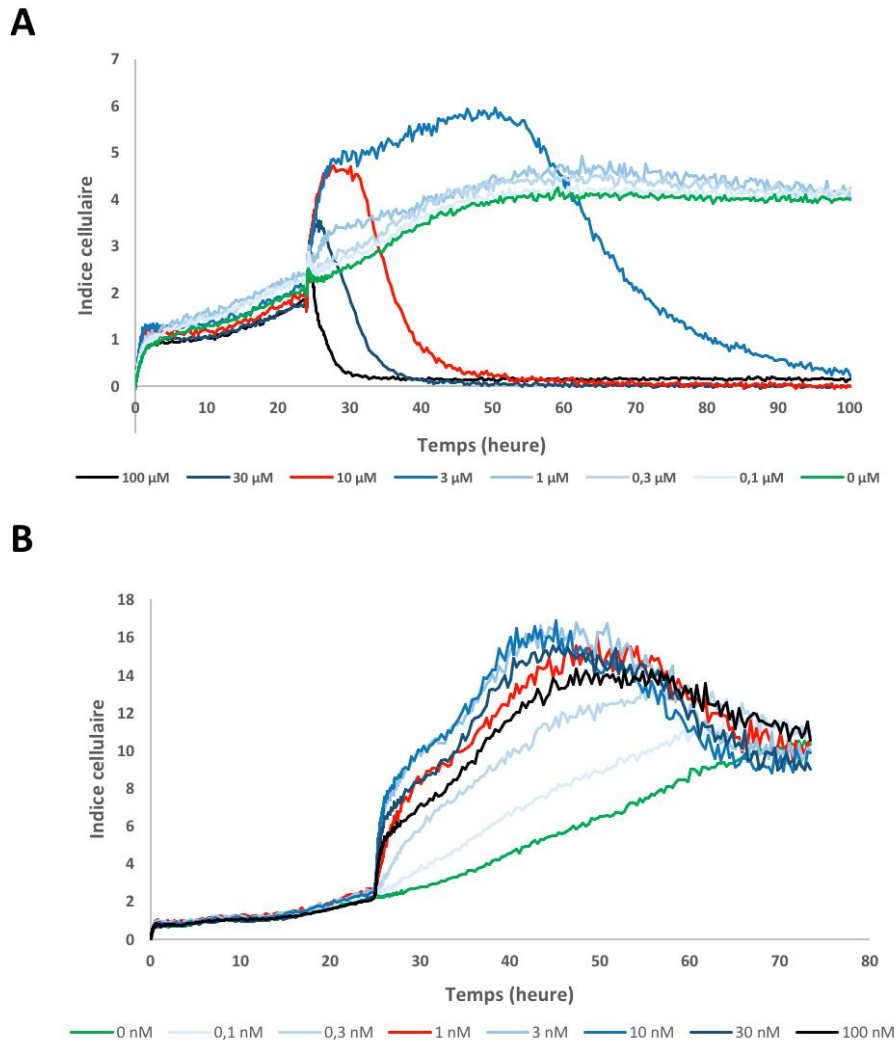 A
7
6
5
4
3
2
1
0
Indice cellulaire
0 10 20 30 40 50 60 70 80 90 100
Temps (heure)
100 µM 30 µM 10 µM 3 µM 1 µM 0,3 µM 0,1 µM 0 µM
B
18
16
14
12
10
8
6
4
2
0
Indice cellulaire
0 10 20 30 40 50 60 70 80
Temps (heure)
0 nM 0,1 nM 0,3 nM 1 nM 3 nM 10 nM 30 nM 100 nM